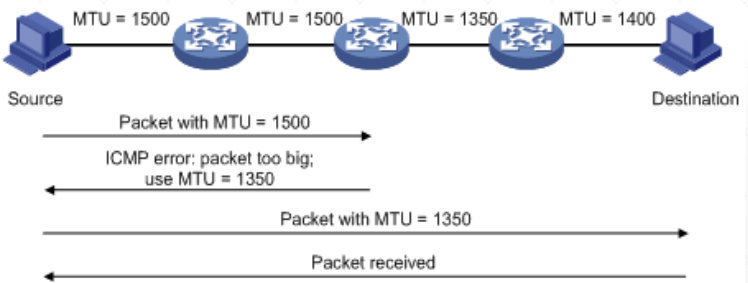 MTU = 1500
MTU = 1500
MTU = 1350
MTU = 1400
Source
Destination
Packet with MTU = 1500
ICMP error: packet too big;
use MTU = 1350
Packet with MTU = 1350
Packet received